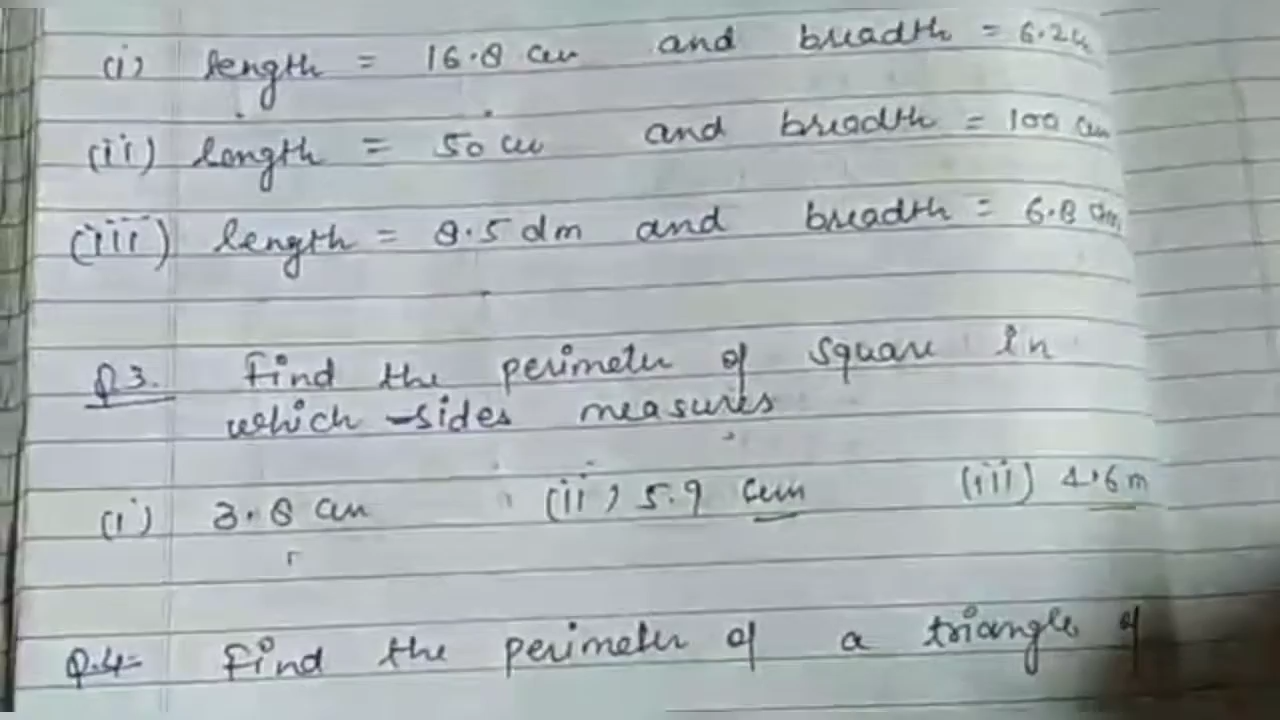 (i) length = 16.8 cm and breadth = 6.2
(ii) length = 50 cm and breadth = 100 cm
(iii) length = 8.5 dm and breadth = 6.8 dm
Q3. Find the perimeter of square in
which sides measures
(i) 3.8 cm (ii) 5.9 cm (iii) 4.6 m
Q.4= Find the perimeter of a triangle of